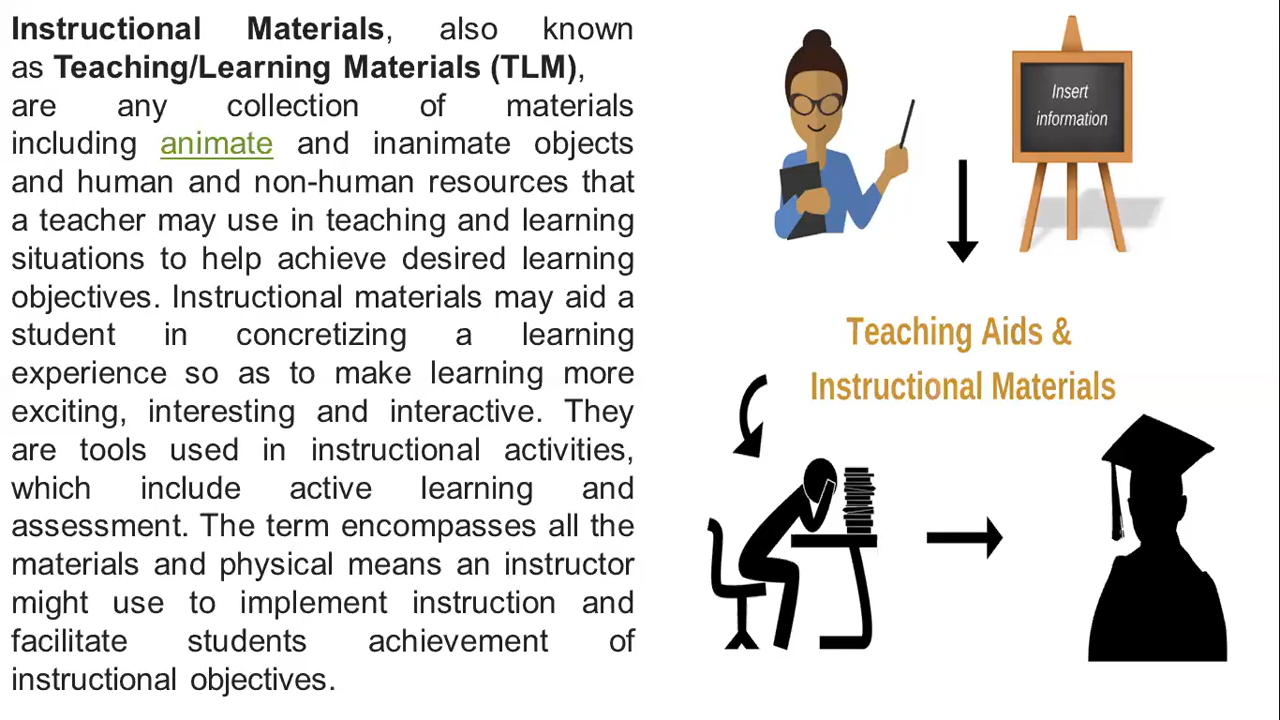 Instructional Materials, also known
as Teaching/Learning Materials (TLM),
are any collection of materials
including animate and inanimate objects
and human and non-human resources that
a teacher may use in teaching and learning
situations to help achieve desired learning
objectives. Instructional materials may aid a
student in concretizing a learning
experience so as to make learning more
exciting, interesting and interactive. They
are tools used in instructional activities,
which include active learning and
assessment. The term encompasses all the
materials and physical means an instructor
might use to implement instruction and
facilitate students achievement of
instructional objectives.
Insert
information
Teaching Aids &
Instructional Materials